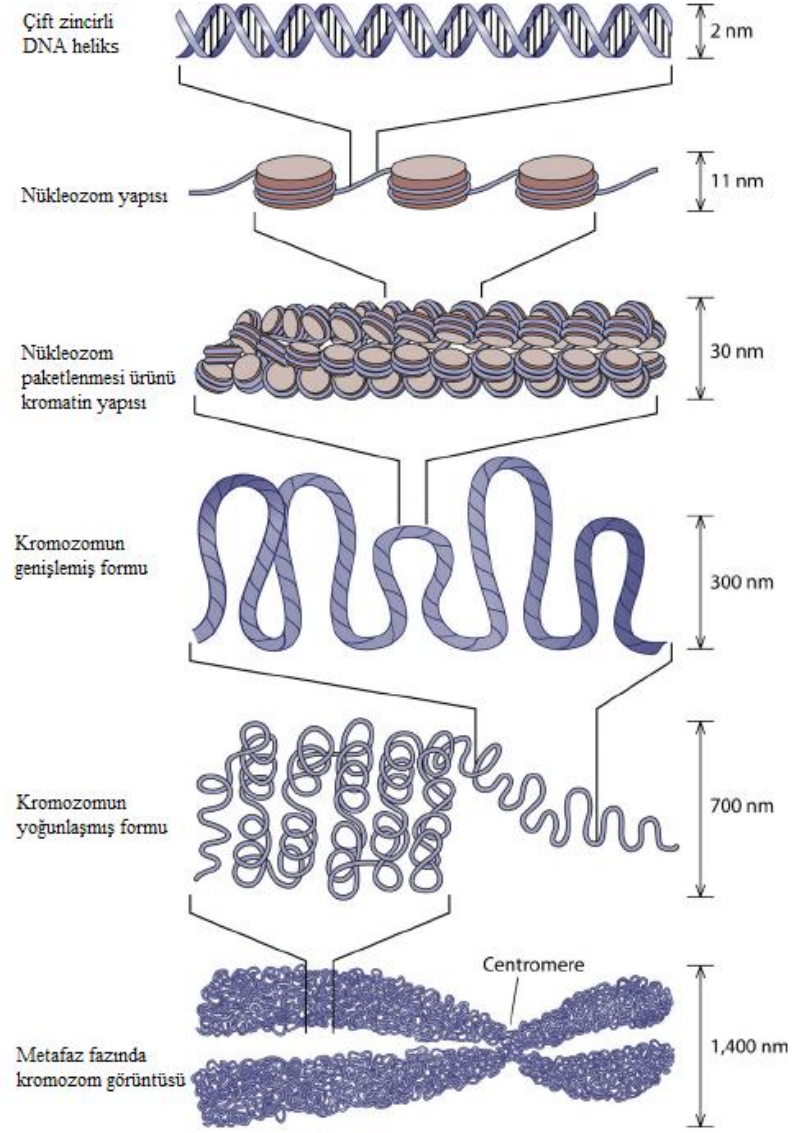 Çift zincirli
DNA heliks
2 nm
Nükleozom yapısı
11 nm
Nükleozom
paketlenmesi ürünü
kromatin yapısı
30 nm
Kromozomun
genişlemiş formu
300 nm
Kromozomun
yoğunlaşmış formu
700 nm
Centromere
Metafaz fazında
kromozom görüntüsü
1,400 nm